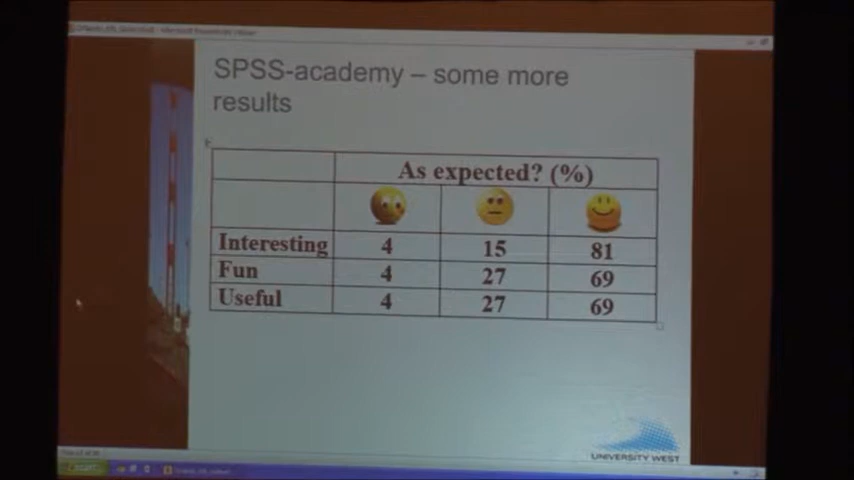 SPSS-academy – some more
results
As expected? (%)
Interesting 4 15 81
Fun 4 27 69
Useful 4 27 69
UNIVERSITY WEST